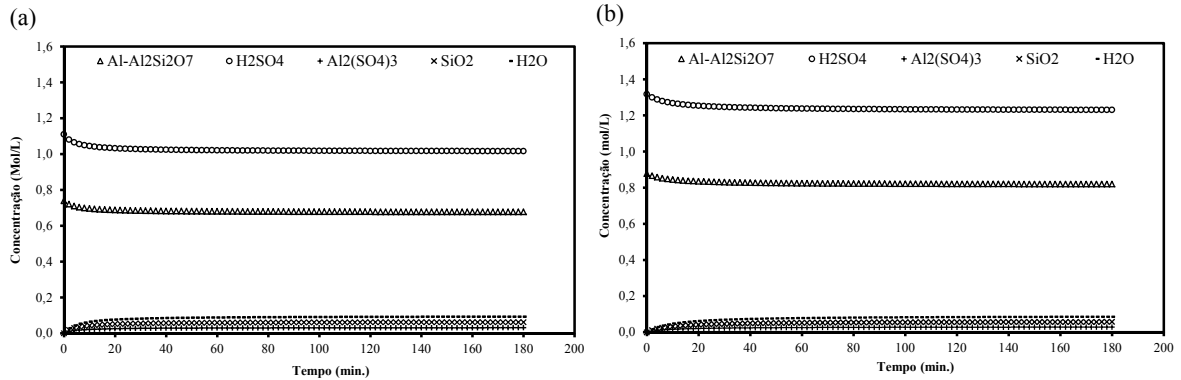 (a)
1,6
Al-Al2Si2O7 H2SO4 Al2(SO4)3 SiO2 H2O
1,4
1,2
1,0
0,8
0,6
0,4
0,2
0,0
Concentração (Mol/L)
0 20 40 60 80 100 120 140 160 180 200
Tempo (min.)
(b)
1,6
Al-Al2Si2O7 H2SO4 Al2(SO4)3 SiO2 H2O
1,4
1,2
1,0
0,8
0,6
0,4
0,2
0,0
Concentração (mol/L)
0 20 40 60 80 100 120 140 160 180 200
Tempo (min.)